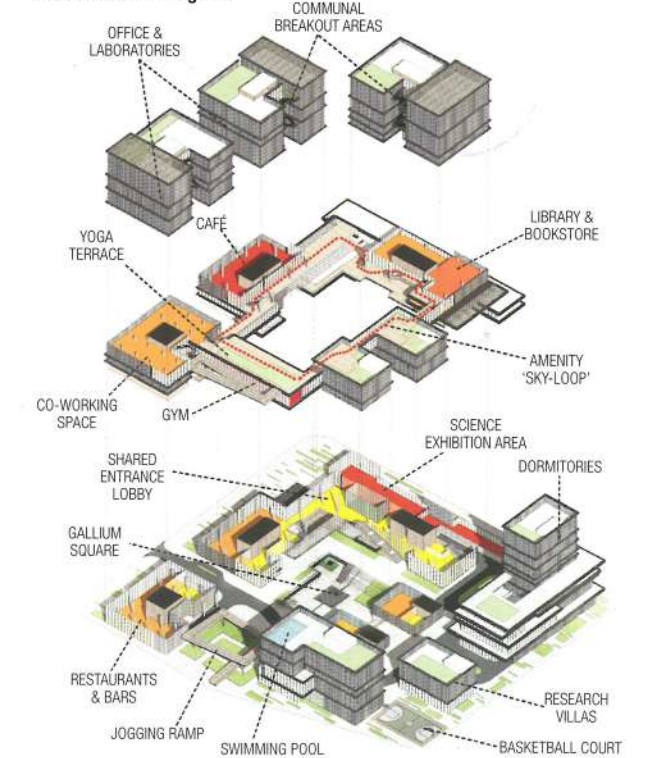 COMMUNAL
BREAKOUT AREAS
OFFICE &
LABORATORIES
CAFÉ
YOGA
TERRACE
LIBRARY &
BOOKSTORE
AMENITY
'SKY-LOOP'
CO-WORKING
SPACE
GYM
SCIENCE
EXHIBITION AREA
SHARED
ENTRANCE
LOBBY
DORMITORIES
GALLIUM
SQUARE
RESTAURANTS
& BARS
JOGGING RAMP
SWIMMING POOL
RESEARCH
VILLAS
BASKETBALL COURT